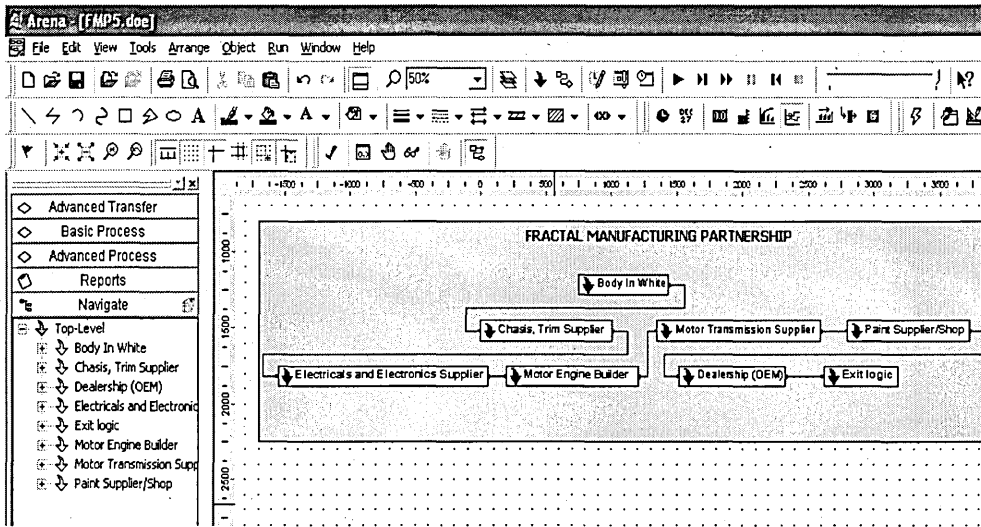 Arena - [FMP5.doe]
File Edit View Tools Arrange Object Run Window Help
50%
Advanced Transfer
Basic Process
Advanced Process
Reports
Navigate
Top-Level
Body In White
Chasis, Trim Supplier
Dealership (OEM)
Electricals and Electronic
Exit logic
Motor Engine Builder
Motor Transmission Supp
Paint Supplier/Shop
-500 0 500 1000 1500 2000 2500 3000 3500
1000
1500
2000
2500
FRACTAL MANUFACTURING PARTNERSHIP
Body In White
Chasis, Trim Supplier
Motor Transmission Supplier
Paint Supplier/Shop
Electricals and Electronics Supplier
Motor Engine Builder
Dealership (OEM)
Exit logic